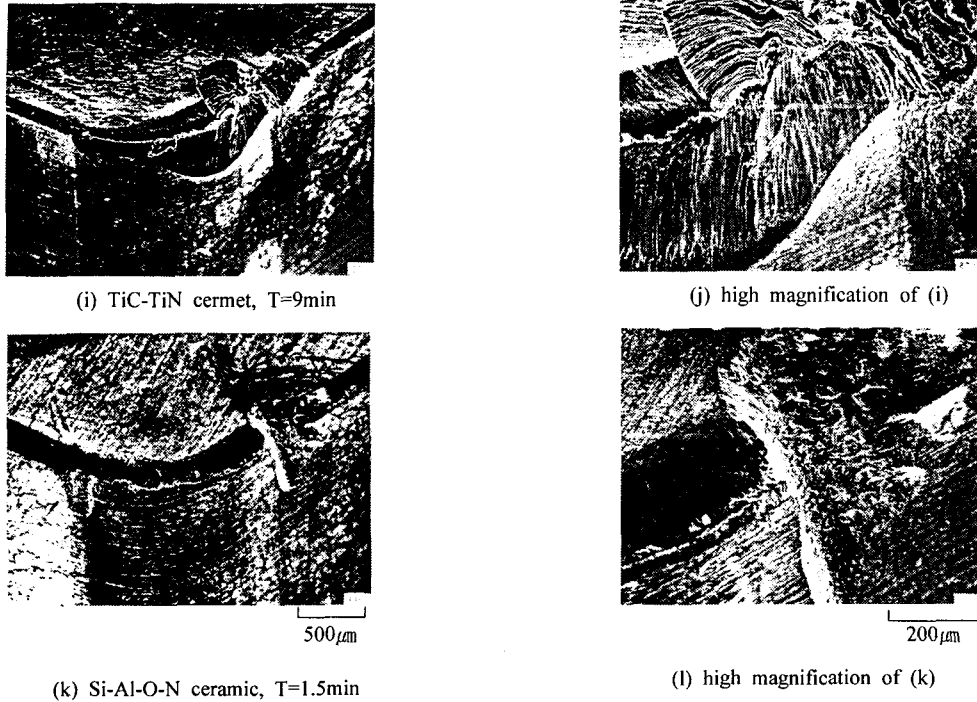 (i) TiC-TiN cermet, T=9min
(j) high magnification of (i)
500μm
200μm
(k) Si-Al-O-N ceramic, T=1.5min
(l) high magnification of (k)